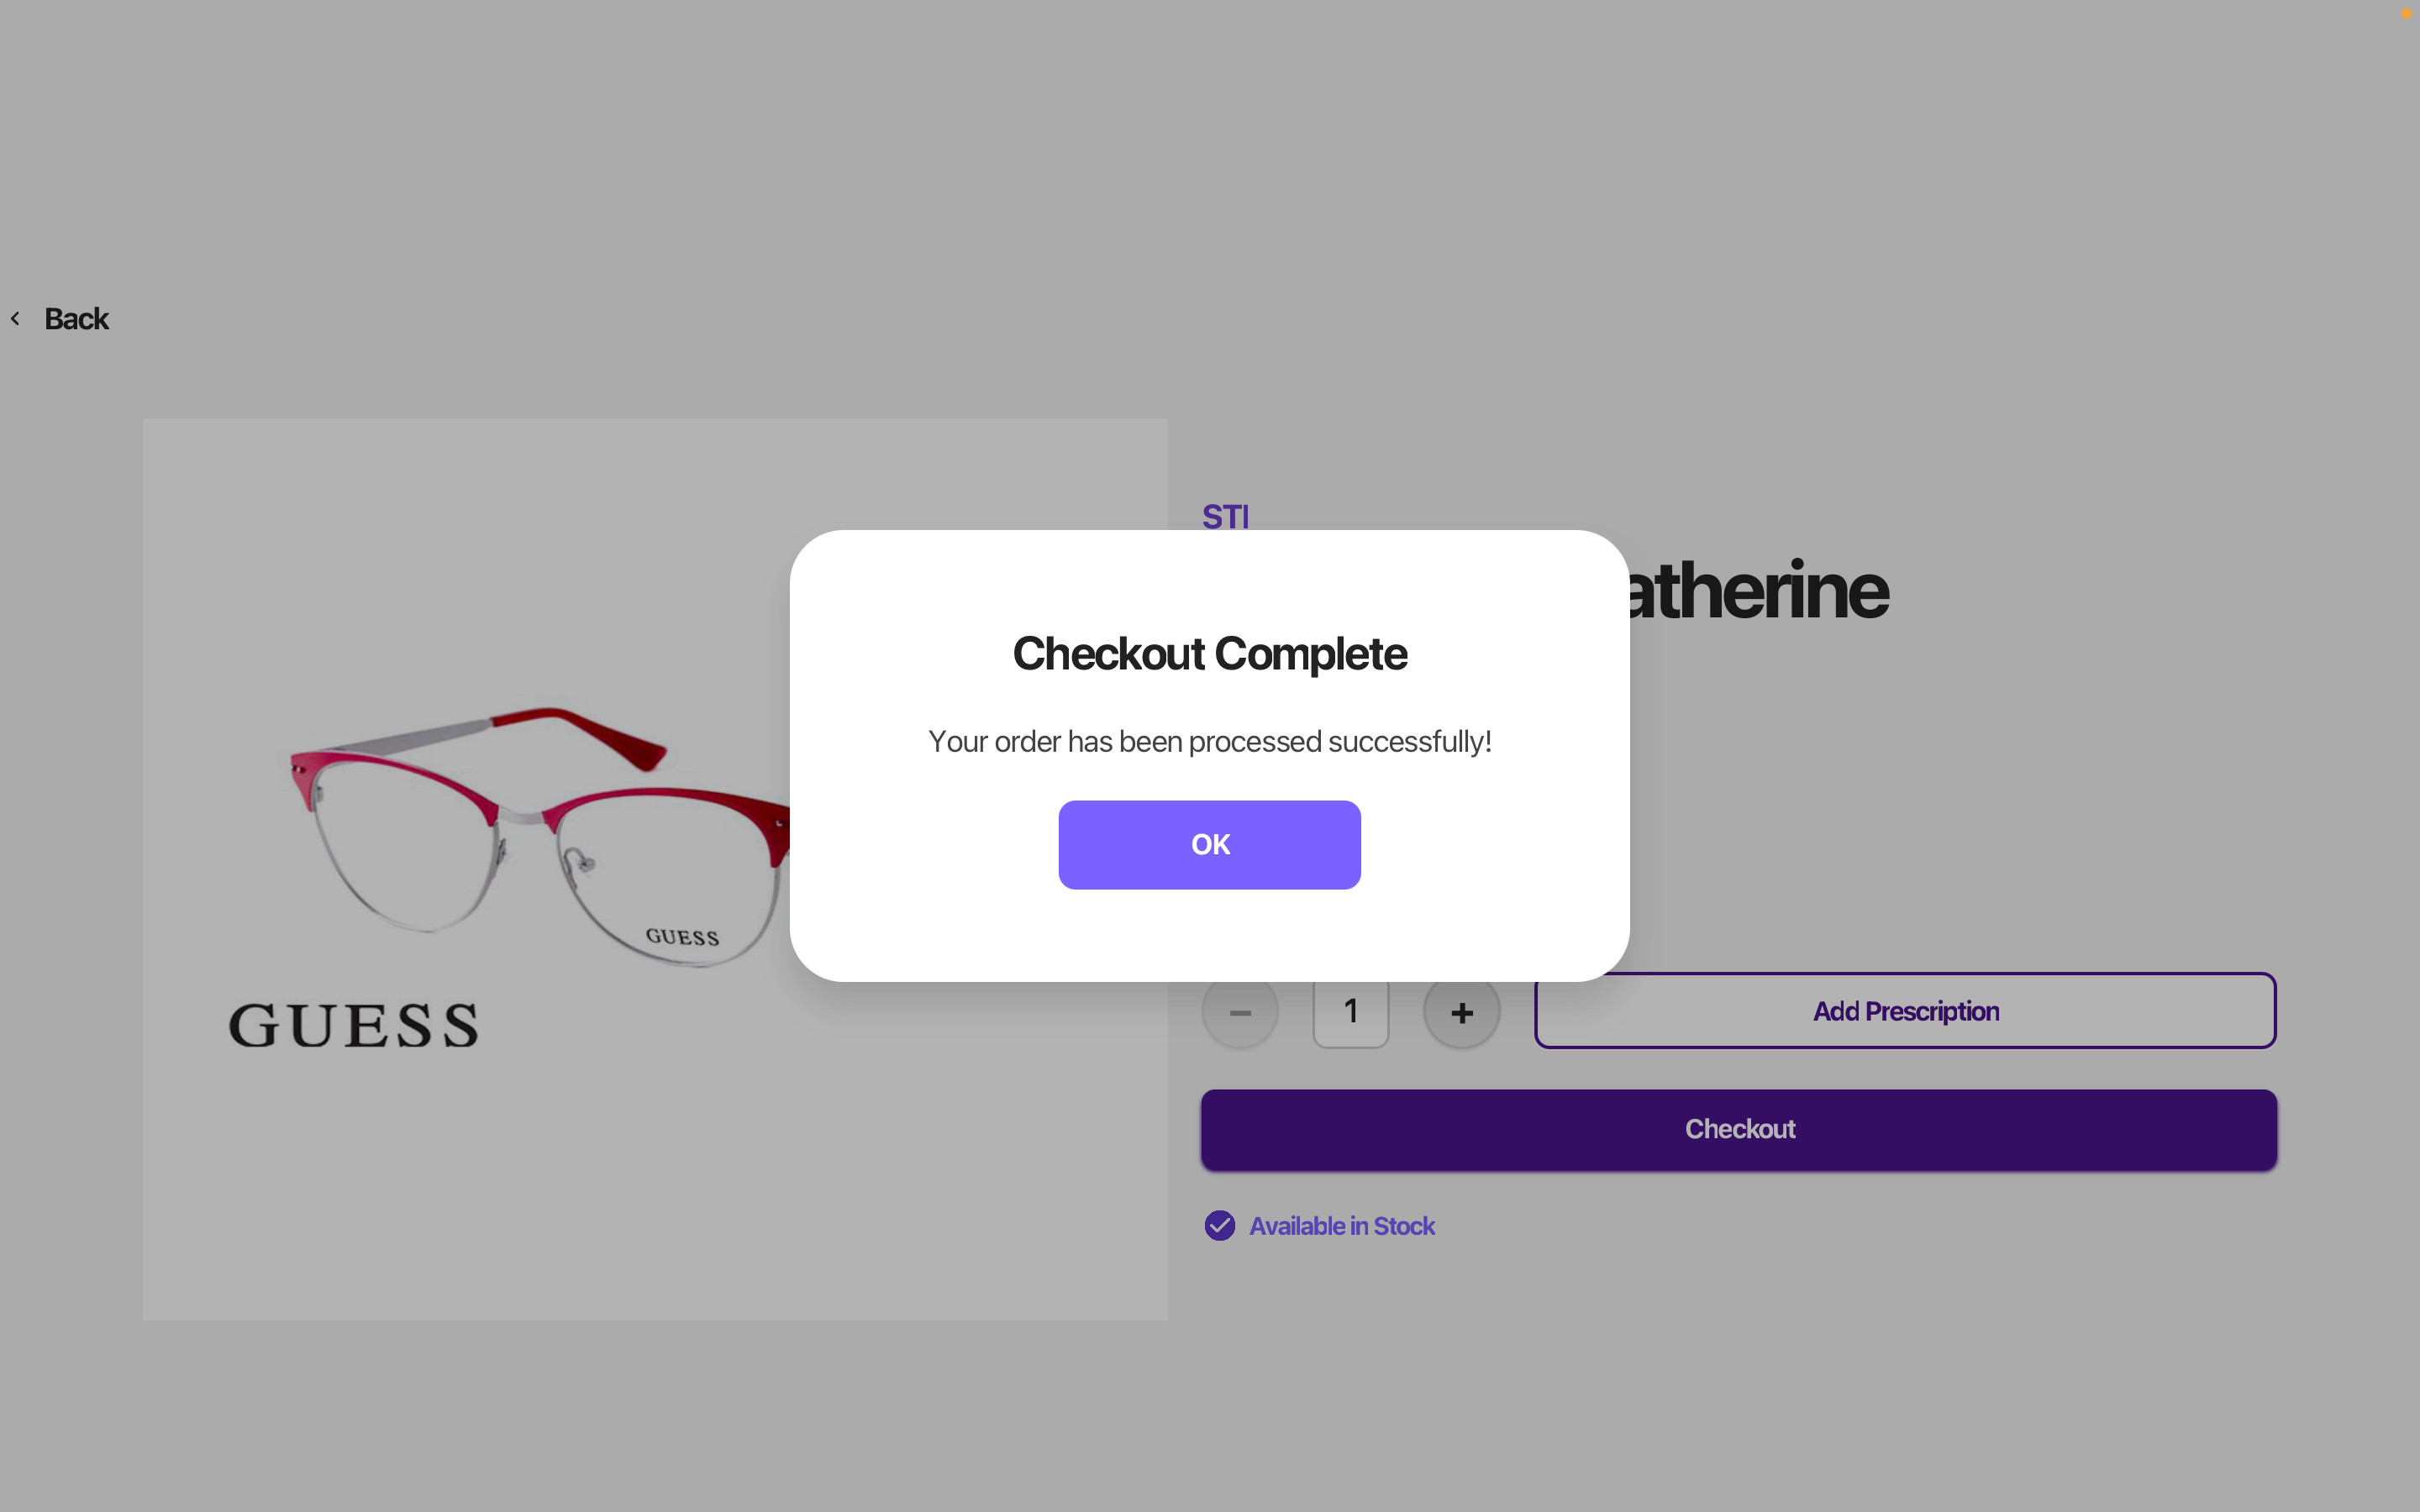 Back
STI
atherine
Checkout Complete
Your order has been processed successfully!
OK
GUESS
GUESS
1
Add Prescription
Checkout
Available in Stock